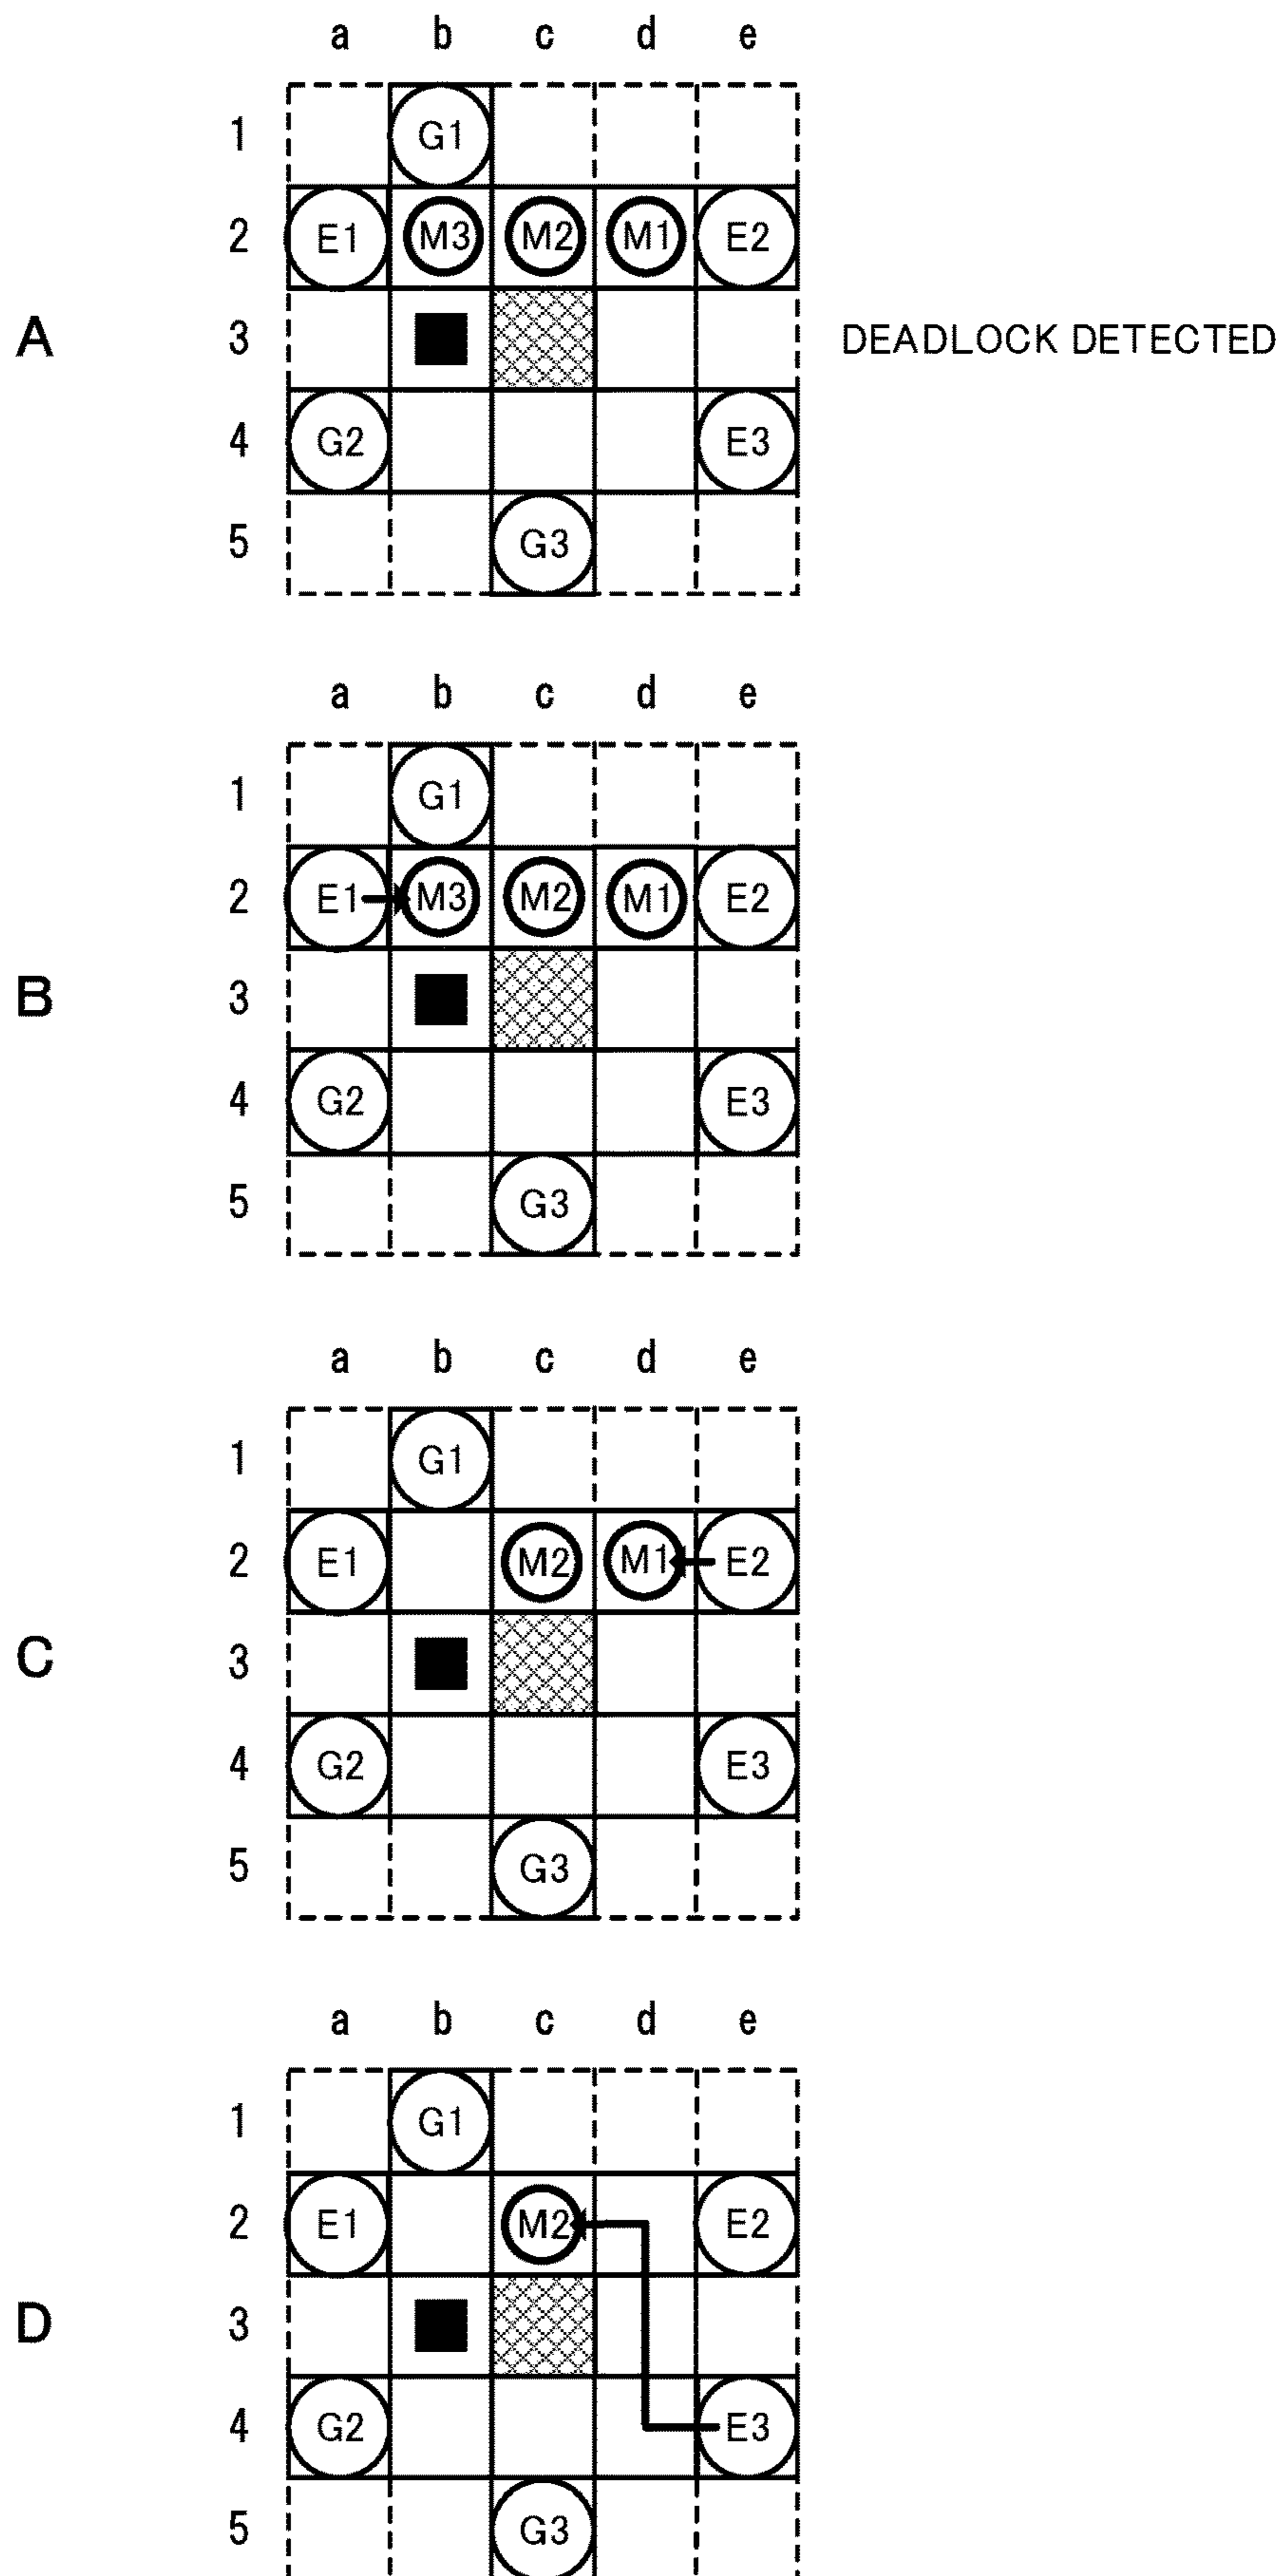 a b c d e
1 G1
2 E1 M3 M2 M1 E2
A 3 DEADLOCK DETECTED
4 G2 E3
5 G3
a b c d e
1 G1
2 E1 M3 M2 M1 E2
B 3
4 G2 E3
5 G3
a b c d e
1 G1
2 E1 M2 M1 E2
C 3
4 G2 E3
5 G3
a b c d e
1 G1
2 E1 M2 E2
D 3
4 G2 E3
5 G3